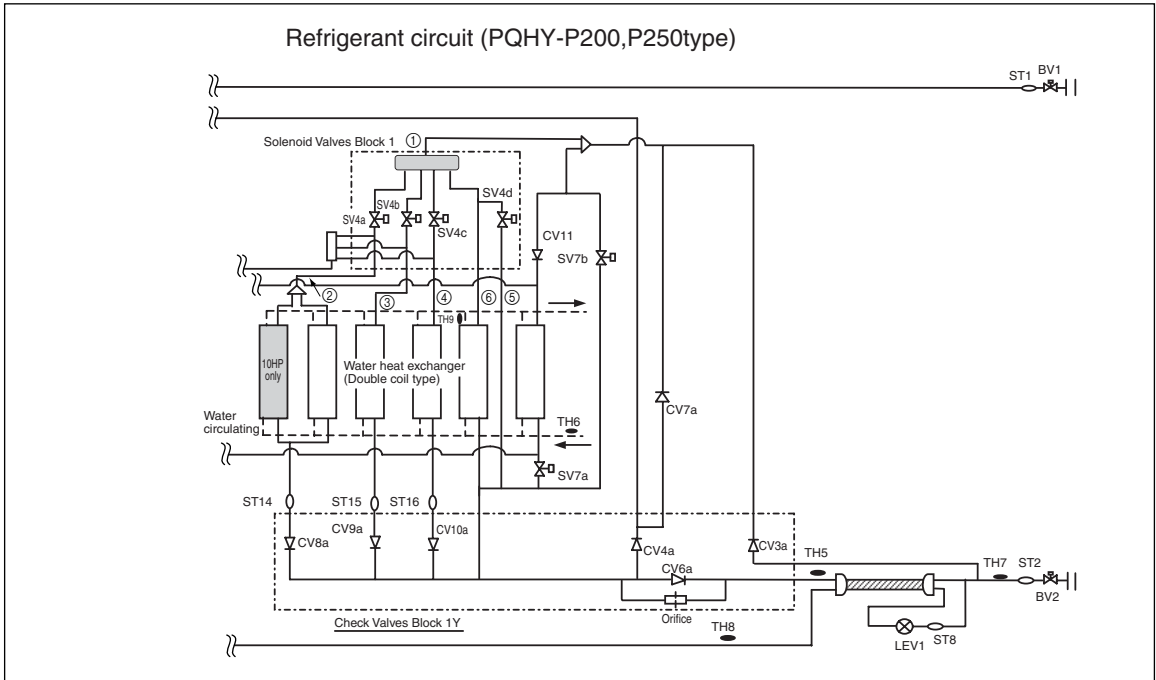 Refrigerant circuit (PQHY-P200,P250type)
ST1
BV1
Solenoid Valves Block 1
①
SV4d
SV4b
SV4a
SV4c
CV11
SV7b
②
③
④
⑥
⑤
TH9
10HP
only
Water heat exchanger
(Double coil type)
CV7a
Water
circulating
TH6
SV7a
ST14
ST15
ST16
CV8a
CV9a
CV10a
CV4a
CV3a
CV6a
TH5
TH7
ST2
BV2
Orifice
Check Valves Block 1Y
TH8
LEV1
ST8